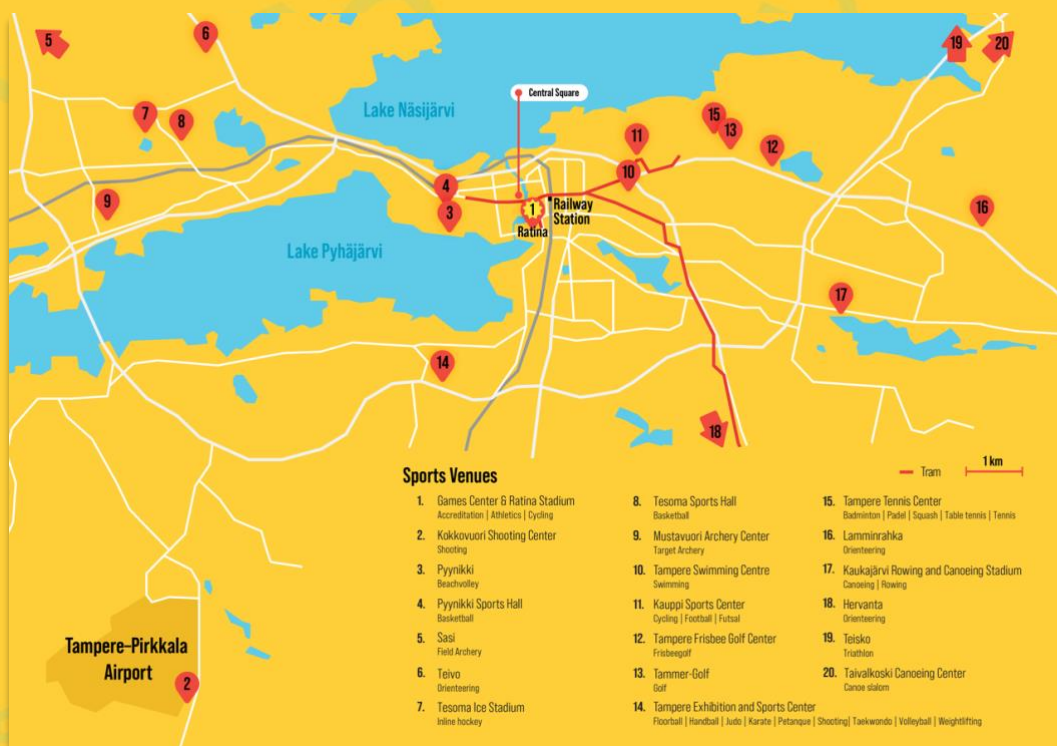 5
6
19
20
Central Square
Lake Näsijärvi
7
8
15
13
11
12
10
4
9
3
1
Railway
Station
Ratina
16
Lake Pyhäjärvi
17
14
18
Sports Venues
Tram
1 km
1. Games Center & Ratina Stadium
Accreditation | Athletics | Cycling
2. Kokkovuori Shooting Center
Shooting
3. Pyynikki
Beachvolley
4. Pyynikki Sports Hall
Basketball
5. Sasi
Field Archery
6. Teivo
Orienteering
7. Tesoma Ice Stadium
Inline hockey
8. Tesoma Sports Hall
Basketball
9. Mustavuori Archery Center
Target Archery
10. Tampere Swimming Centre
Swimming
11. Kauppi Sports Center
Cycling | Football | Futsal
12. Tampere Frisbee Golf Center
Frisbeegolf
13. Tammer-Golf
Golf
14. Tampere Exhibition and Sports Center
Floorball | Handball | Judo | Karate | Petanque | Shooting| Taekwondo | Volleyball | Weightlifting
15. Tampere Tennis Center
Badminton | Padel | Squash | Table tennis | Tennis
16. Lamminrahka
Orienteering
17. Kaukajärvi Rowing and Canoeing Stadium
Canoeing | Rowing
18. Hervanta
Orienteering
19. Teisko
Triathlon
20. Taivalkoski Canoeing Center
Canoe slalom
Tampere-Pirkkala
Airport
2